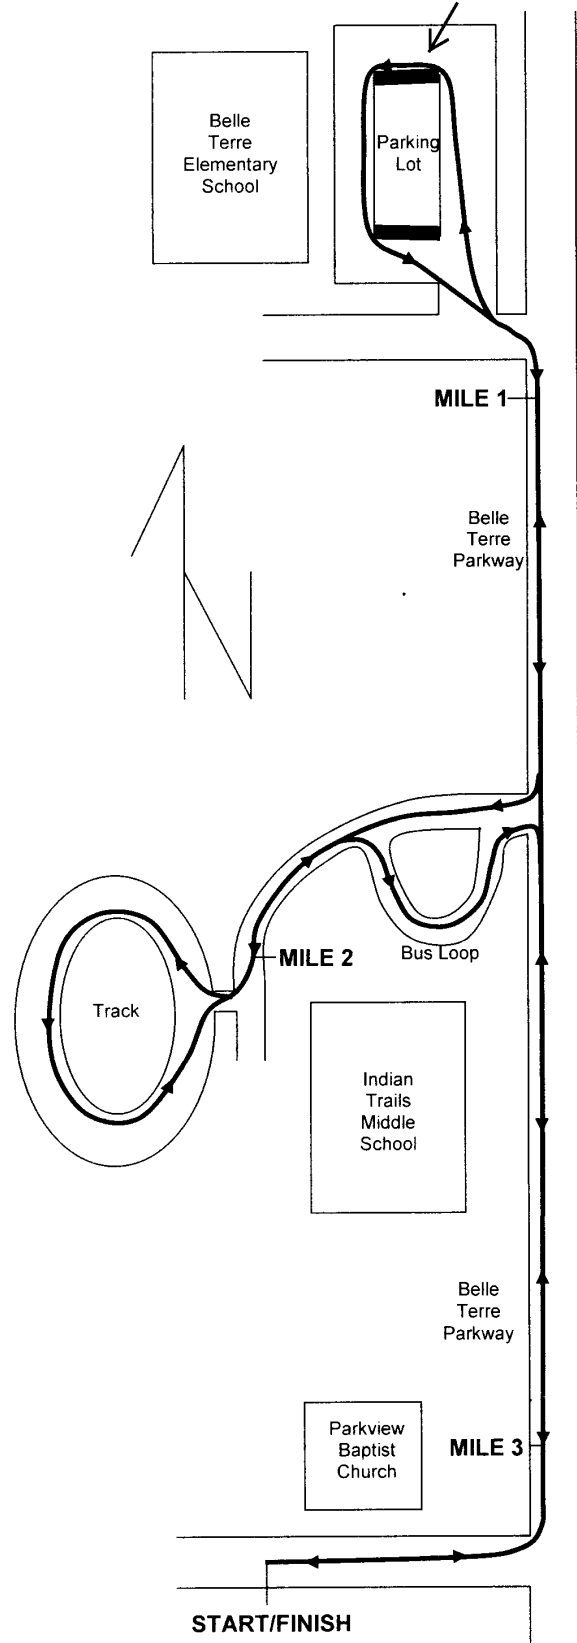 Belle
Terre
Elementary
School
Parking
Lot
MILE 1
Belle
Terre
Parkway
N
MILE 2
Bus Loop
Track
Indian
Trails
Middle
School
Belle
Terre
Parkway
Parkview
Baptist
Church
MILE 3
START/FINISH